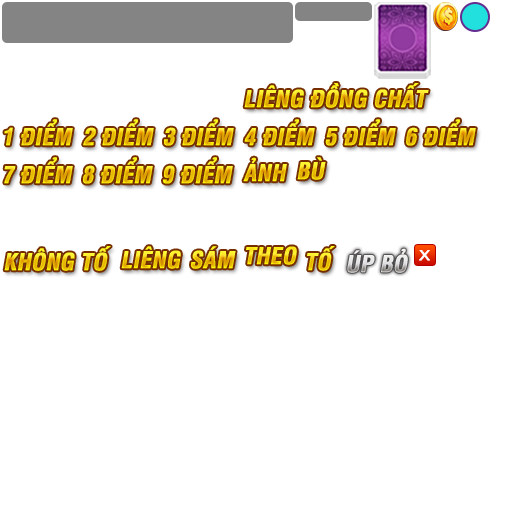 LIÊNG ĐỒNG CHẤT
1 ĐIỂM 2 ĐIỂM 3 ĐIỂM 4 ĐIỂM 5 ĐIỂM 6 ĐIỂM
7 ĐIỂM 8 ĐIỂM 9 ĐIỂM ẢNH BÙ
KHÔNG TỐ LIÊNG SÁM THEO TỐ ÚP BỎ X